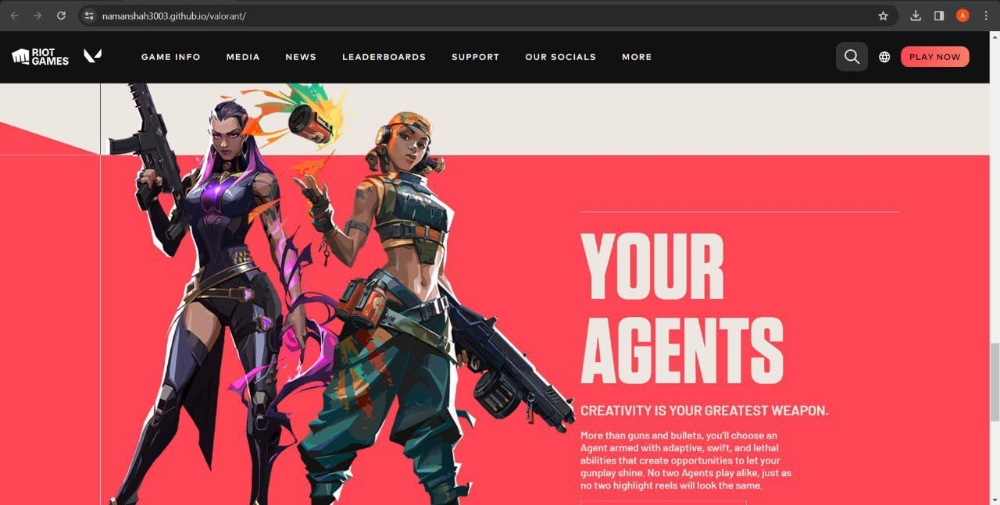 namanshah3003.github.io/valorant/
A
RIOT
GAMES
GAME INFO MEDIA NEWS LEADERBOARDS SUPPORT OUR SOCIALS MORE
PLAY NOW
YOUR
AGENTS
CREATIVITY IS YOUR GREATEST WEAPON.
More than guns and bullets, you'll choose an
Agent armed with adaptive, swift, and lethal
abilities that create opportunities to let your
gunplay shine. No two Agents play alike, just as
no two highlight reels will look the same.